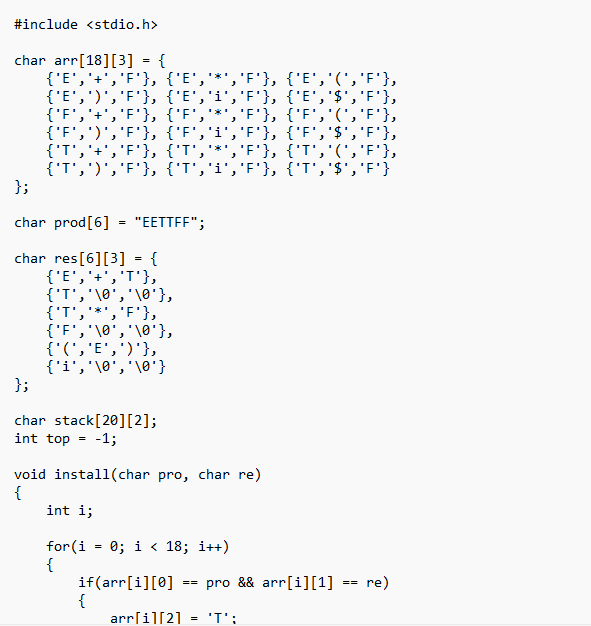 #include <stdio.h>

char arr[18][3] = {
    {'E','+','F'}, {'E','*','F'}, {'E','(','F'},
    {'E',')','F'}, {'E','i','F'}, {'E','$','F'},
    {'F','+','F'}, {'F','*','F'}, {'F','(','F'},
    {'F',')','F'}, {'F','i','F'}, {'F','$','F'},
    {'T','+','F'}, {'T','*','F'}, {'T','(','F'},
    {'T',')','F'}, {'T','i','F'}, {'T','$','F'}
};

char prod[6] = "EETTFF";

char res[6][3] = {
    {'E','+','T'},
    {'T','\0','\0'},
    {'T','*','F'},
    {'F','\0','\0'},
    {'(','E',')'},
    {'i','\0','\0'}
};

char stack[20][2];
int top = -1;

void install(char pro, char re)
{
    int i;

    for(i = 0; i < 18; i++)
    {
        if(arr[i][0] == pro && arr[i][1] == re)
        {
            arr[i][2] = 'T';